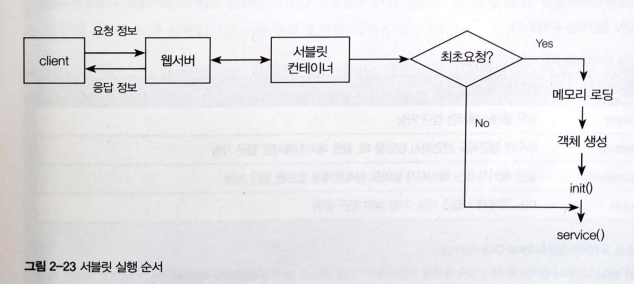 요청 정보
client
응답 정보
웹서버
서블릿
컨테이너
최초요청?
Yes
No
메모리 로딩
객체 생성
init()
service()
그림 2-23 서블릿 실행 순서